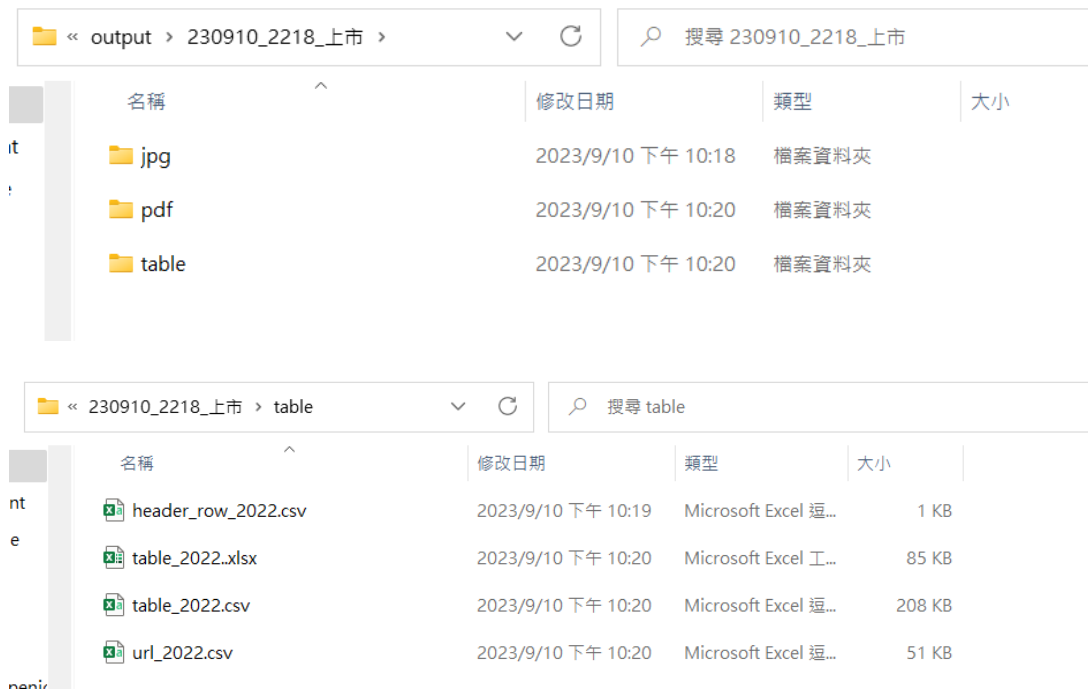 « output › 230910_2218_上市 › 搜尋 230910_2218_上市
名稱 修改日期 類型 大小
jpg 2023/9/10 下午 10:18 檔案資料夾
pdf 2023/9/10 下午 10:20 檔案資料夾
table 2023/9/10 下午 10:20 檔案資料夾
« 230910_2218_上市 › table 搜尋 table
名稱 修改日期 類型 大小
nt header_row_2022.csv 2023/9/10 下午 10:19 Microsoft Excel 逗... 1 KB
e
table_2022..xlsx 2023/9/10 下午 10:20 Microsoft Excel 工... 85 KB
table_2022.csv 2023/9/10 下午 10:20 Microsoft Excel 逗... 208 KB
url_2022.csv 2023/9/10 下午 10:20 Microsoft Excel 逗... 51 KB